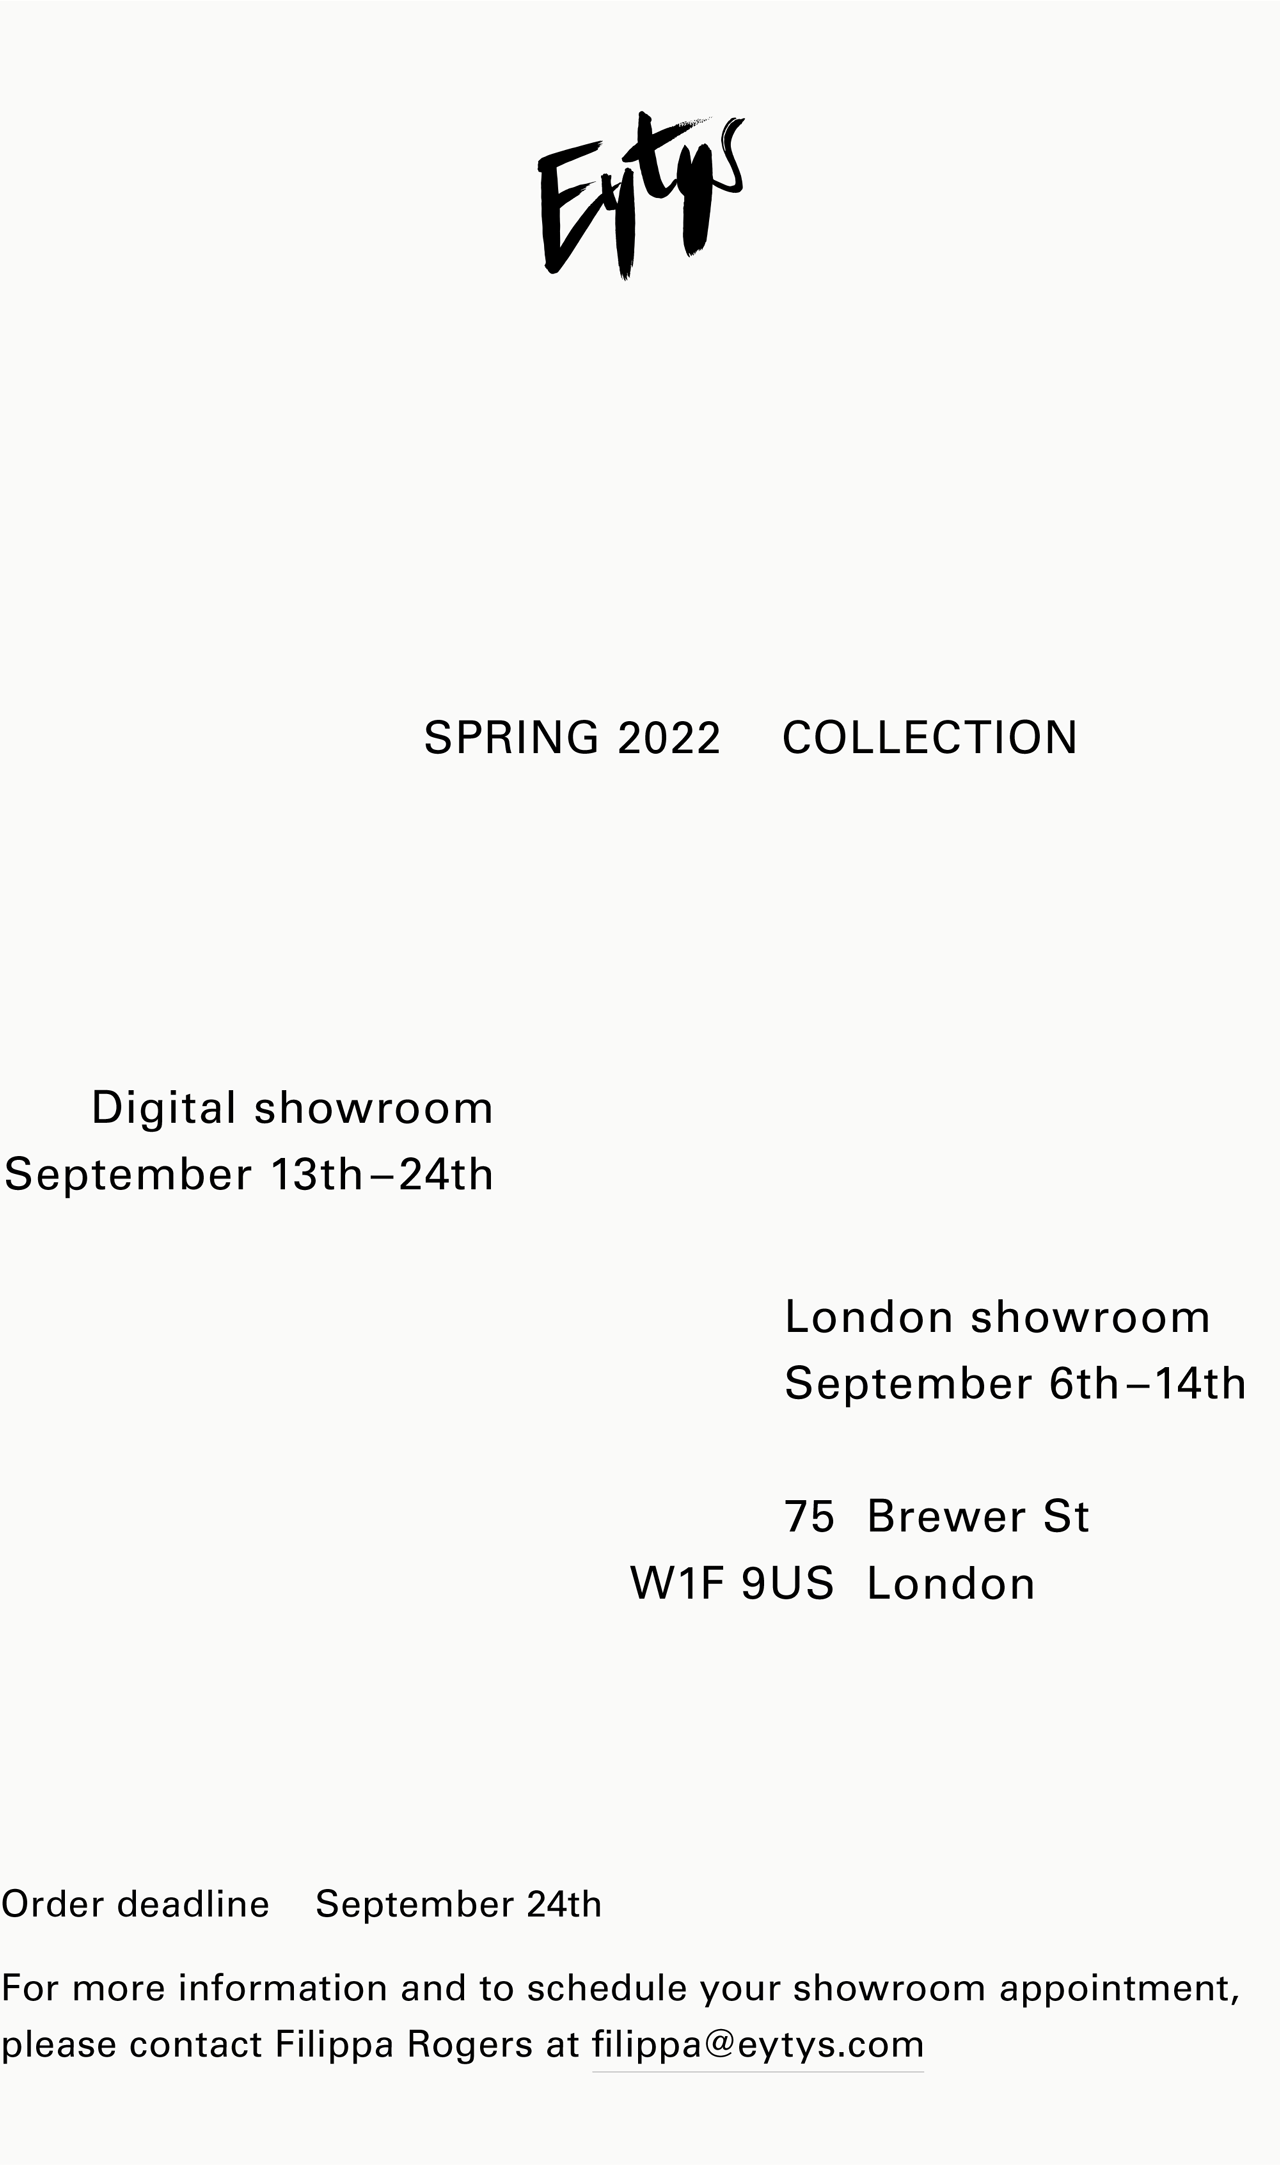 Eytys
SPRING 2022 COLLECTION
Digital showroom
September 13th–24th
London showroom
September 6th–14th
75 Brewer St
W1F 9US London
Order deadline September 24th
For more information and to schedule your showroom appointment,
please contact Filippa Rogers at filippa@eytys.com